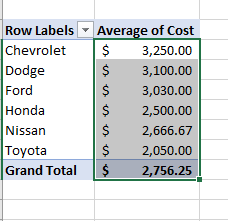 Row Labels Average of Cost
Chevrolet $ 3,250.00
Dodge $ 3,100.00
Ford $ 3,030.00
Honda $ 2,500.00
Nissan $ 2,666.67
Toyota $ 2,050.00
Grand Total $ 2,756.25